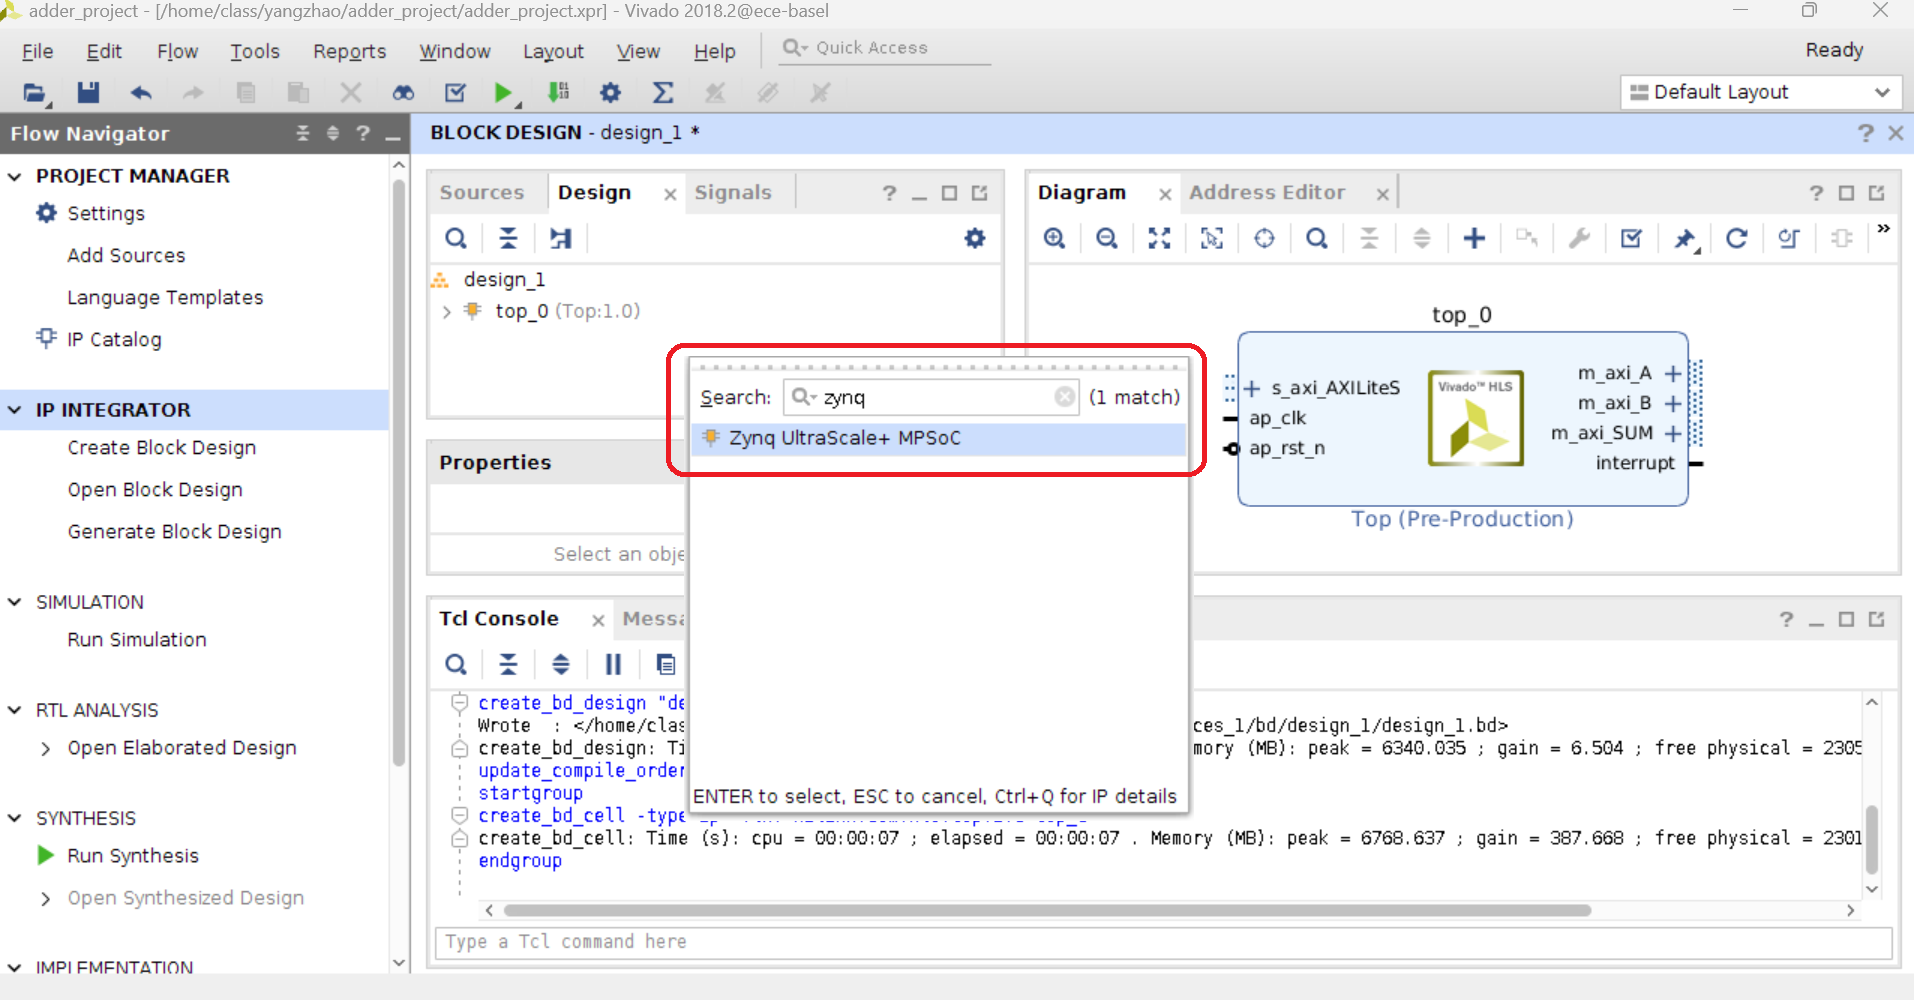 adder_project - [/home/class/yangzhao/adder_project/adder_project.xpr] - Vivado 2018.2@ece-basel
File Edit Flow Tools Reports Window Layout View Help Quick Access Ready
Default Layout
Flow Navigator
PROJECT MANAGER
Settings
Add Sources
Language Templates
IP Catalog
IP INTEGRATOR
Create Block Design
Open Block Design
Generate Block Design
SIMULATION
Run Simulation
RTL ANALYSIS
Open Elaborated Design
SYNTHESIS
Run Synthesis
Open Synthesized Design
IMPLEMENTATION
BLOCK DESIGN - design_1 *
Sources Design Signals
design_1
top_0 (Top:1.0)
Properties
Select an obje
Search: zynq (1 match)
Zynq UltraScale+ MPSoC
ENTER to select, ESC to cancel, Ctrl+Q for IP details
Diagram Address Editor
top_0
s_axi_AXILiteS
ap_clk
ap_rst_n
Vivado™ HLS
m_axi_A
m_axi_B
m_axi_SUM
interrupt
Top (Pre-Production)
Tcl Console Messa
create_bd_design "de
Wrote : </home/clas ces_1/bd/design_1/design_1.bd>
create_bd_design: Ti mory (MB): peak = 6340.035 ; gain = 6.504 ; free physical = 2305
update_compile_order
startgroup
create_bd_cell -type
create_bd_cell: Time (s): cpu = 00:00:07 ; elapsed = 00:00:07 . Memory (MB): peak = 6768.637 ; gain = 387.668 ; free physical = 2301
endgroup
Type a Tcl command here